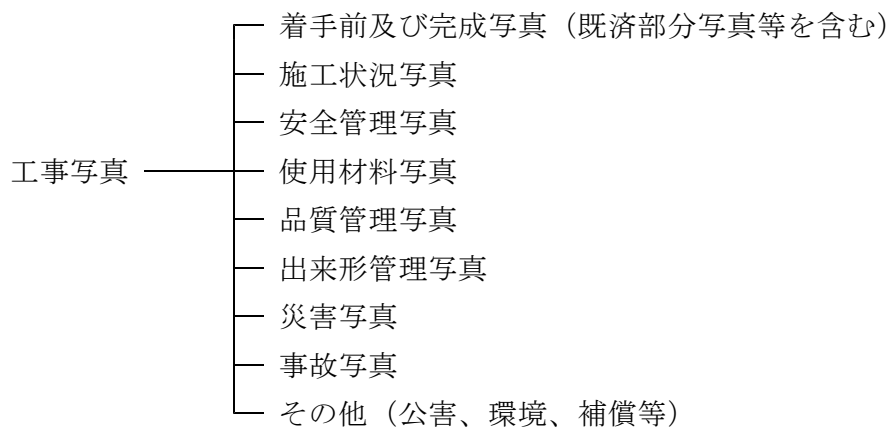 着手前及び完成写真（既済部分写真等を含む）
施工状況写真
安全管理写真
工事写真
使用材料写真
品質管理写真
出来形管理写真
災害写真
事故写真
その他（公害、環境、補償等）